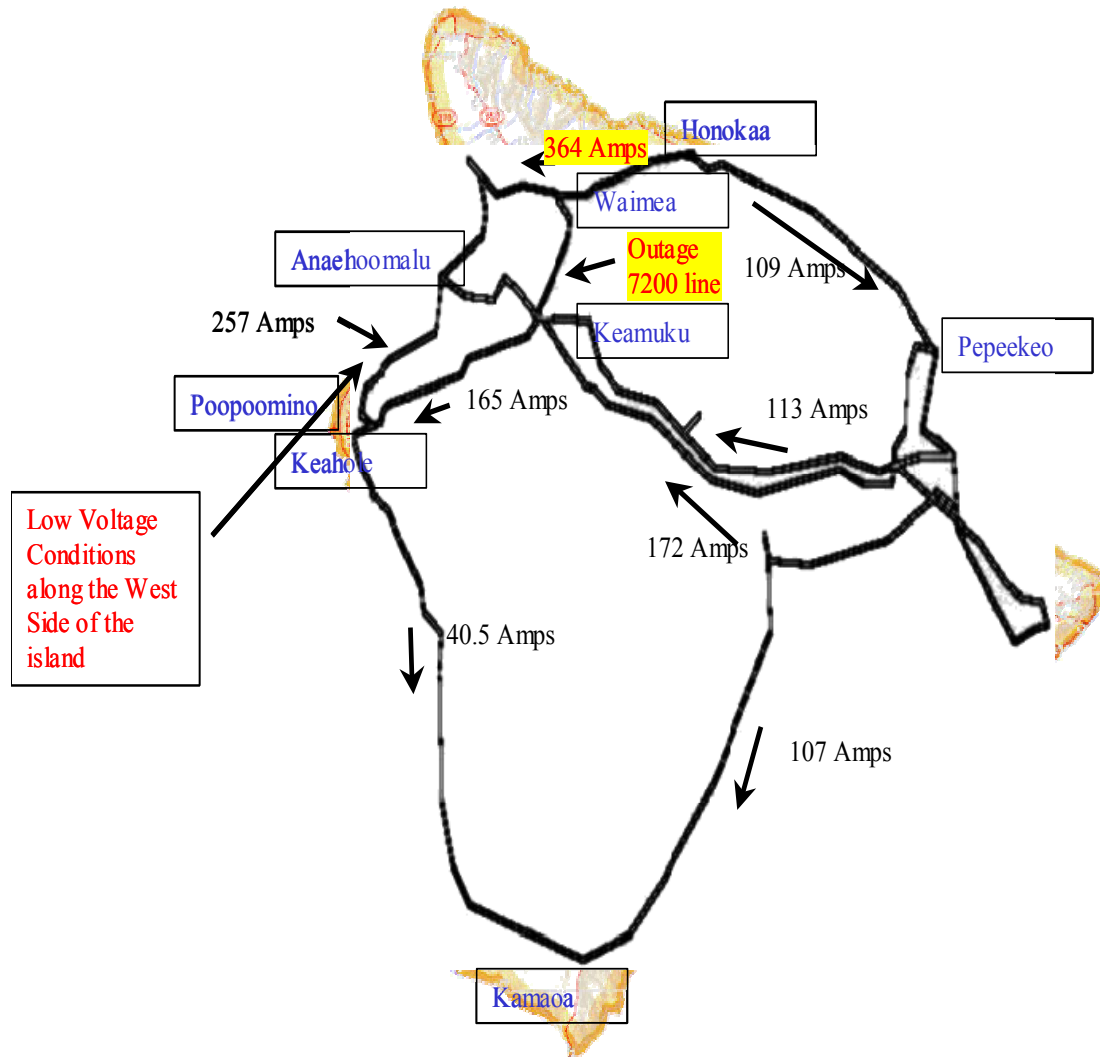 Honokaa
364 Amps
Waimea
Anaehoomalu
Outage
7200 line
109 Amps
257 Amps
Keamuku
Pepeekeo
Poopoomino
165 Amps
113 Amps
Keahole
Low Voltage
Conditions
along the West
Side of the
island
172 Amps
40.5 Amps
107 Amps
Kamaoa